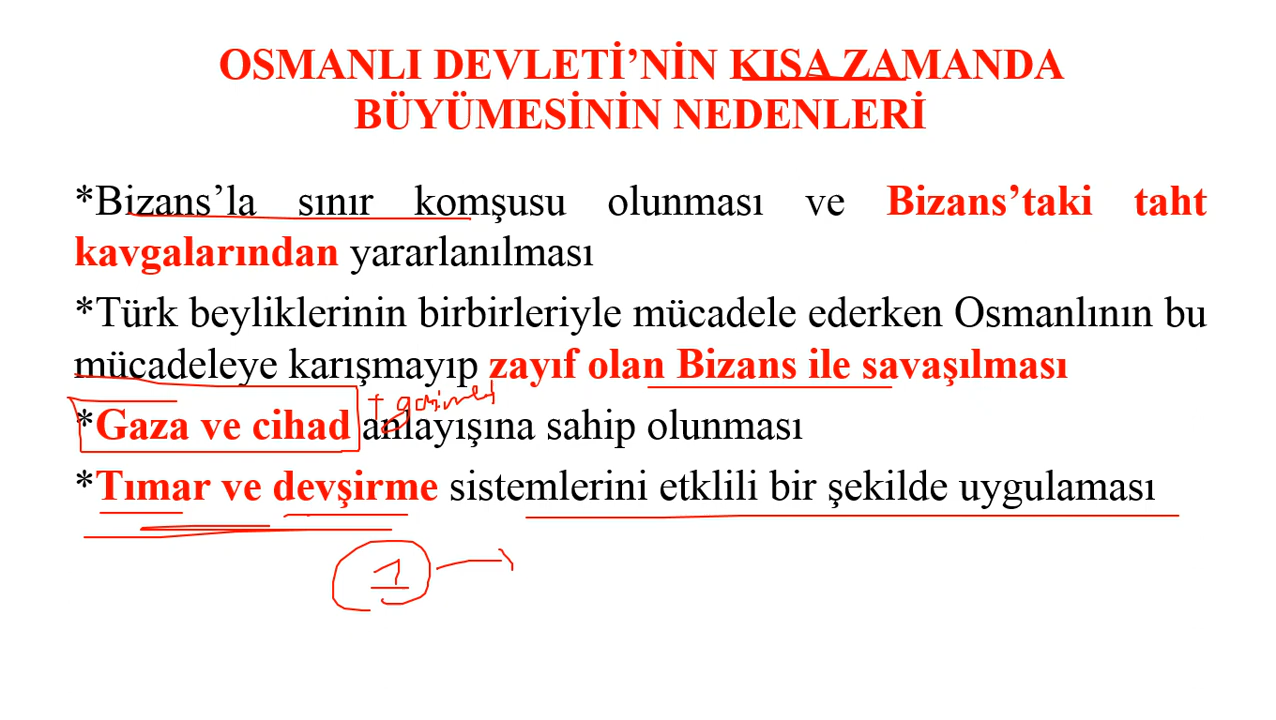 OSMANLI DEVLETİ’NİN KISA ZAMANDA
BÜYÜMESİNİN NEDENLERİ
*Bizans’la sınır komşusu olunması ve Bizans’taki taht
kavgalarından yararlanılması
*Türk beyliklerinin birbirleriyle mücadele ederken Osmanlının bu
mücadeleye karışmayıp zayıf olan Bizans ile savaşılması
+ ganimet
*Gaza ve cihad anlayışına sahip olunması
*Tımar ve devşirme sistemlerini etklili bir şekilde uygulaması
1 →